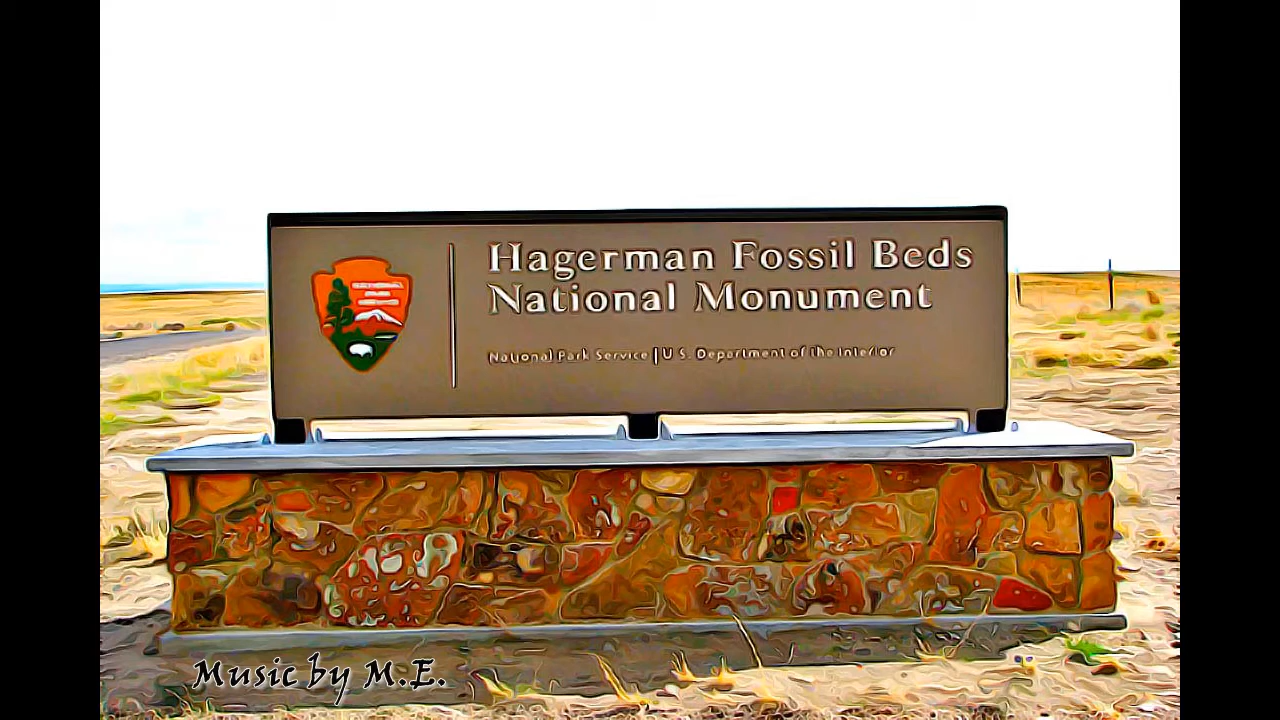 Hagerman Fossil Beds
National Monument
National Park Service | U.S. Department of the Interior
Music by M.E.